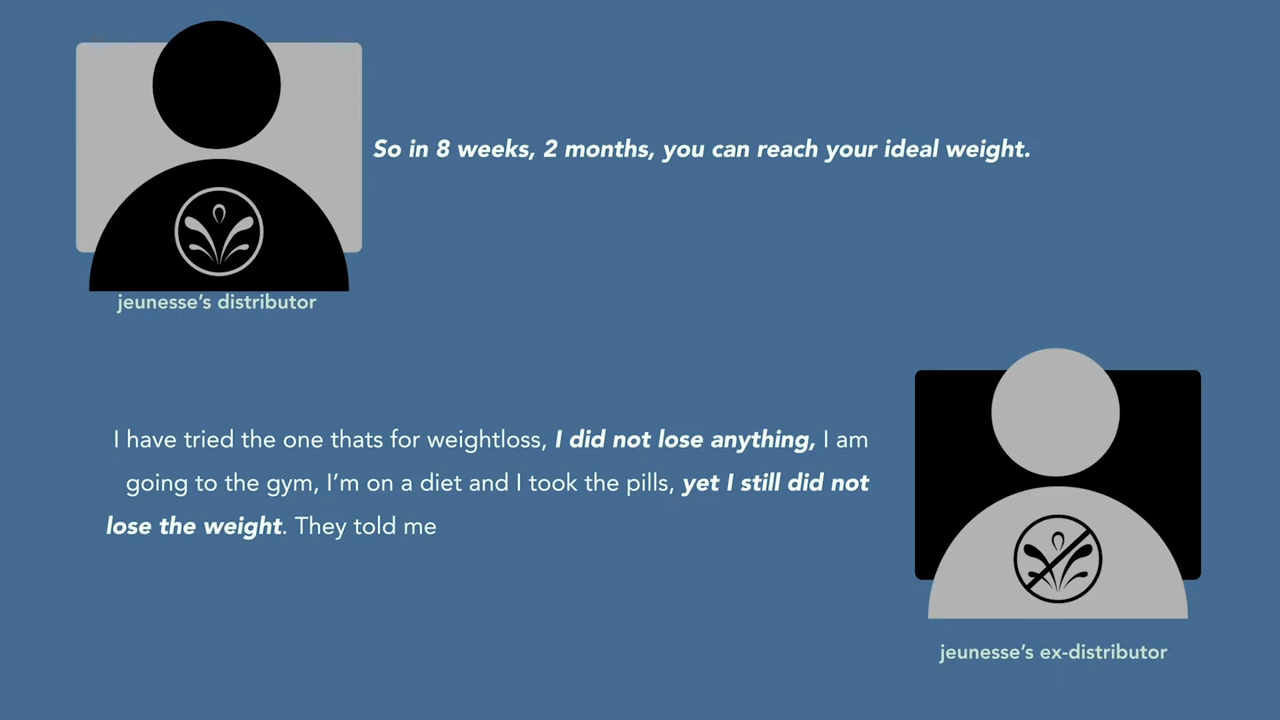 So in 8 weeks, 2 months, you can reach your ideal weight.
jeunesse's distributor
I have tried the one thats for weightloss, I did not lose anything, I am
going to the gym, I'm on a diet and I took the pills, yet I still did not
lose the weight. They told me
jeunesse's ex-distributor